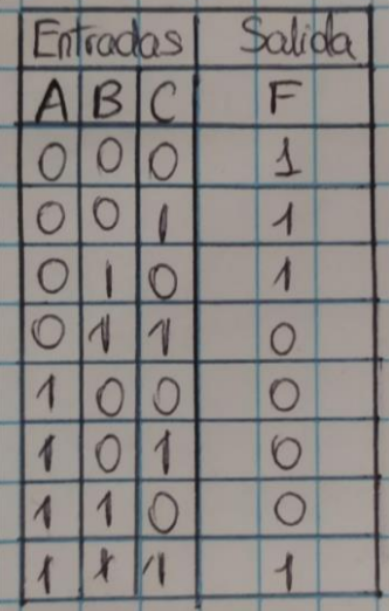 Entradas Salida
A B C F
0 0 0 1
0 0 1 1
0 1 0 1
0 1 1 0
1 0 0 0
1 0 1 0
1 1 0 0
1 1 1 1